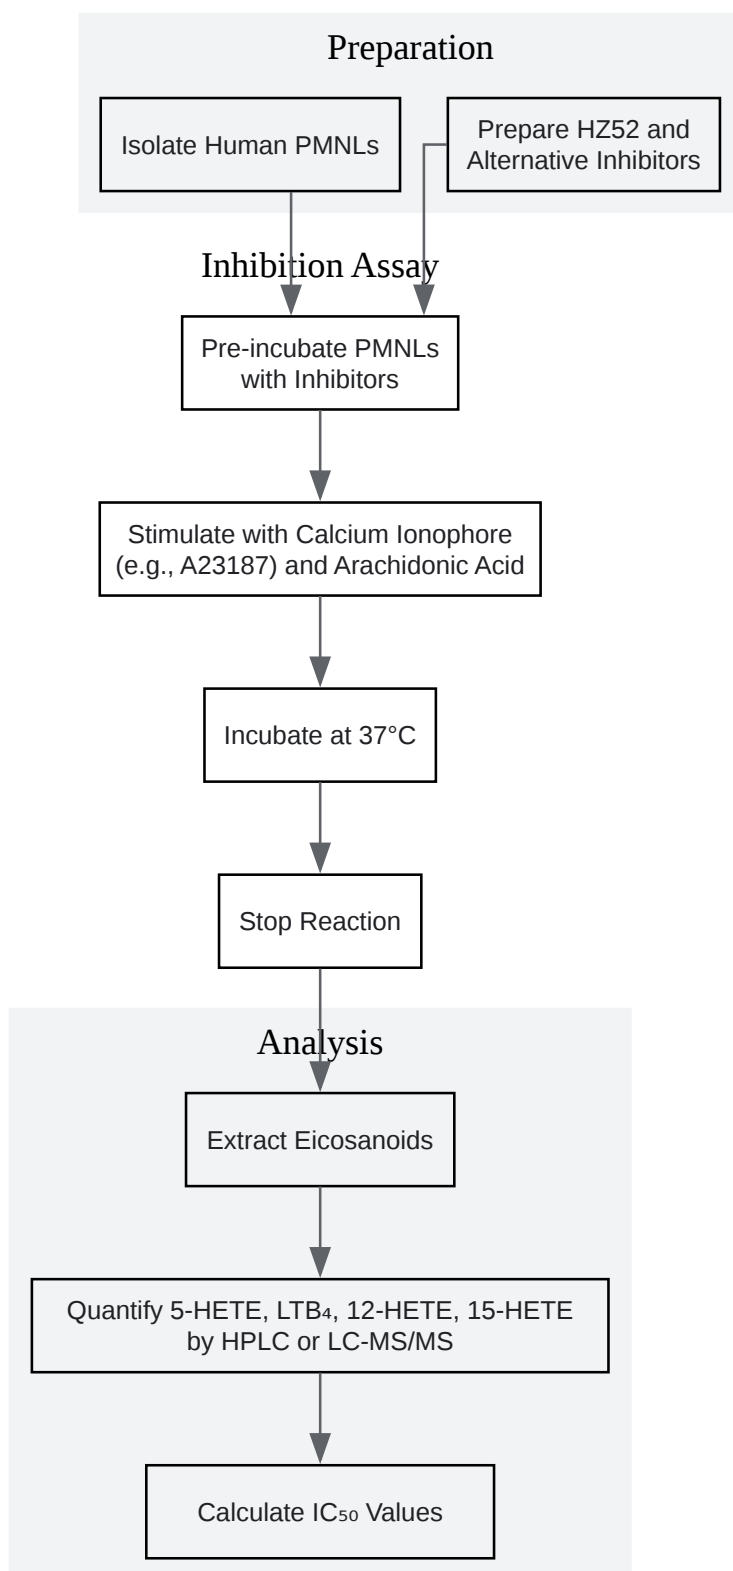 Preparation
Isolate Human PMNLs
Prepare HZ52 and
Alternative Inhibitors
Inhibition Assay
Pre-incubate PMNLs
with Inhibitors
Stimulate with Calcium Ionophore
(e.g., A23187) and Arachidonic Acid
Incubate at 37°C
Stop Reaction
Analysis
Extract Eicosanoids
Quantify 5-HETE, LTB₄, 12-HETE, 15-HETE
by HPLC or LC-MS/MS
Calculate IC₅₀ Values